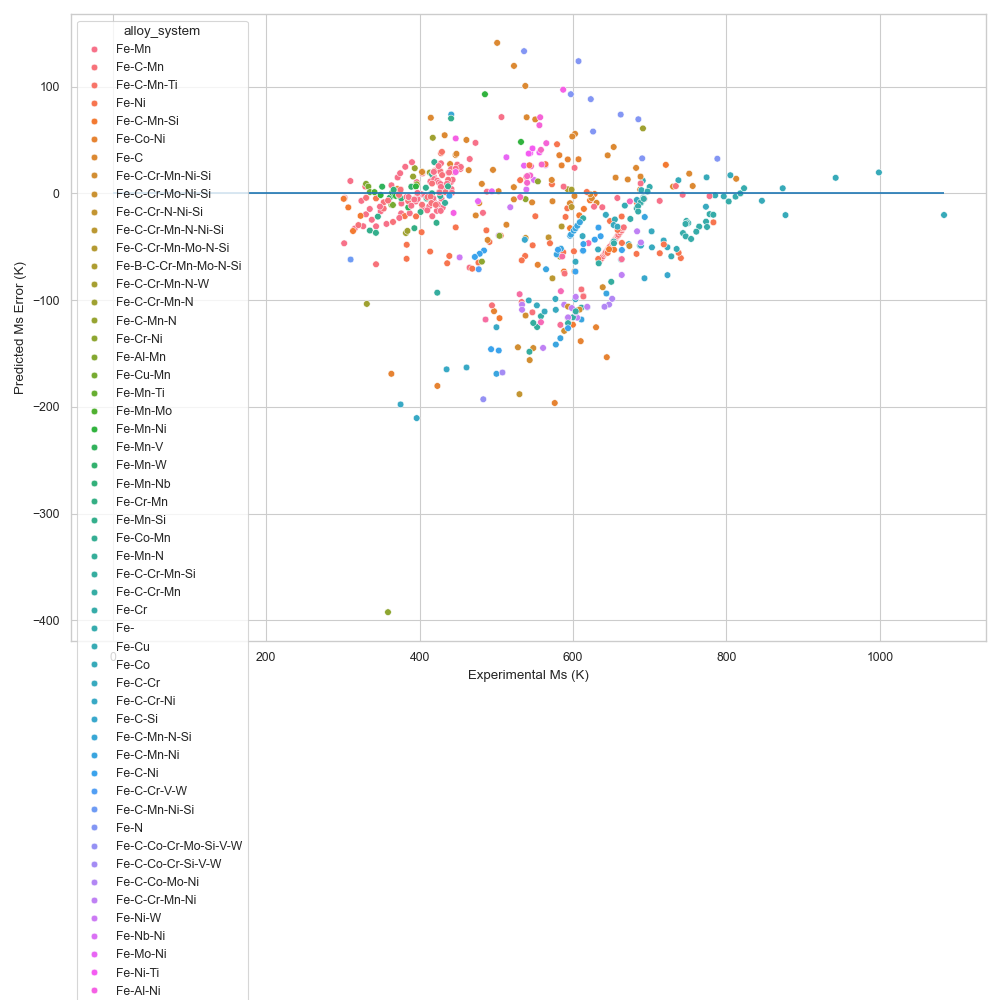 alloy_system
Fe-Mn
Fe-C-Mn
Fe-C-Mn-Ti
Fe-Ni
Fe-C-Mn-Si
Fe-Co-Ni
Fe-C
Fe-C-Cr-Mn-Ni-Si
Fe-C-Cr-Mo-Ni-Si
Fe-C-Cr-N-Ni-Si
Fe-C-Cr-Mn-N-Ni-Si
Fe-C-Cr-Mn-Mo-N-Si
Fe-B-C-Cr-Mn-Mo-N-Si
Fe-C-Cr-Mn-N-W
Fe-C-Cr-Mn-N
Fe-C-Mn-N
Fe-Cr-Ni
Fe-Al-Mn
Fe-Cu-Mn
Fe-Mn-Ti
Fe-Mn-Mo
Fe-Mn-Ni
Fe-Mn-V
Fe-Mn-W
Fe-Mn-Nb
Fe-Cr-Mn
Fe-Mn-Si
Fe-Co-Mn
Fe-Mn-N
Fe-C-Cr-Mn-Si
Fe-C-Cr-Mn
Fe-Cr
Fe-
Fe-Cu
Fe-Co
Fe-C-Cr
Fe-C-Cr-Ni
Fe-C-Si
Fe-C-Mn-N-Si
Fe-C-Mn-Ni
Fe-C-Ni
Fe-C-Cr-V-W
Fe-C-Mn-Ni-Si
Fe-N
Fe-C-Co-Cr-Mo-Si-V-W
Fe-C-Co-Cr-Si-V-W
Fe-C-Co-Mo-Ni
Fe-C-Cr-Mn-Ni
Fe-Ni-W
Fe-Nb-Ni
Fe-Mo-Ni
Fe-Ni-Ti
Fe-Al-Ni
100
0
−100
−200
−300
−400
Predicted Ms Error (K)
0 200 400 600 800 1000
Experimental Ms (K)